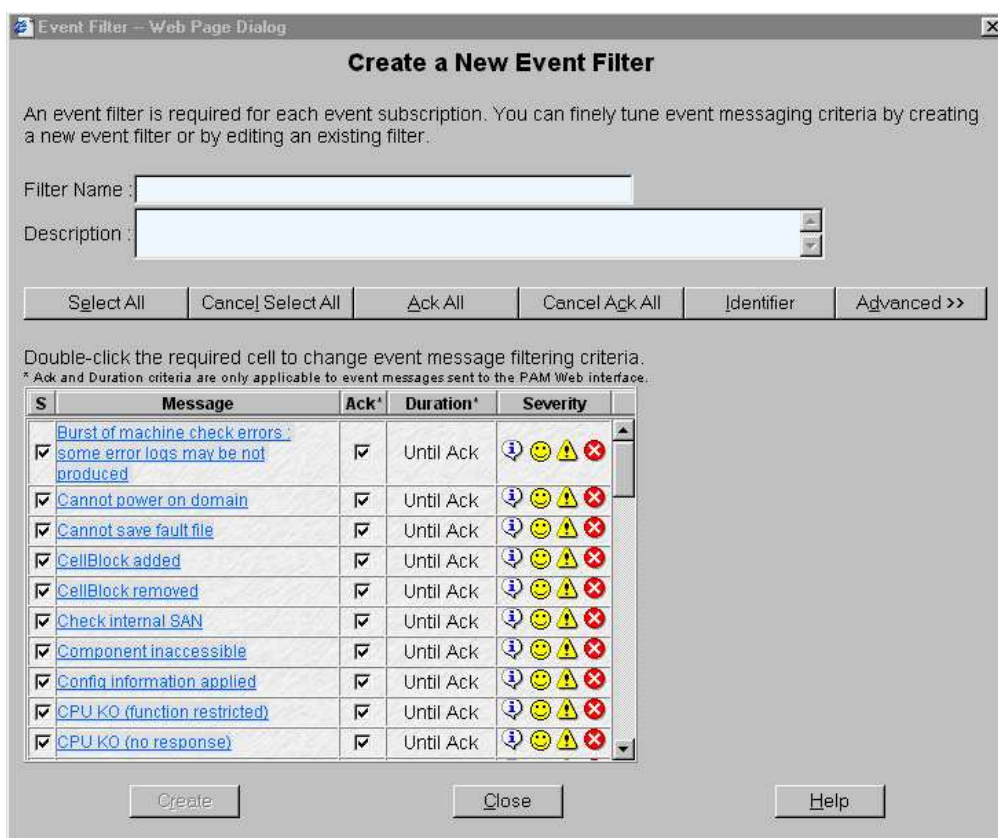 Event Filter -- Web Page Dialog
Create a New Event Filter
An event filter is required for each event subscription. You can finely tune event messaging criteria by creating
a new event filter or by editing an existing filter.
Filter Name :
Description :
Select All Cancel Select All Ack All Cancel Ack All Identifier Advanced >>
Double-click the required cell to change event message filtering criteria.
* Ack and Duration criteria are only applicable to event messages sent to the PAM Web interface.
S Message Ack* Duration* Severity
Burst of machine check errors :
some error logs may be not
produced
Until Ack
Cannot power on domain Until Ack
Cannot save fault file Until Ack
CellBlock added Until Ack
CellBlock removed Until Ack
Check internal SAN Until Ack
Component inaccessible Until Ack
Config information applied Until Ack
CPU KO (function restricted) Until Ack
CPU KO (no response) Until Ack
Create Close Help